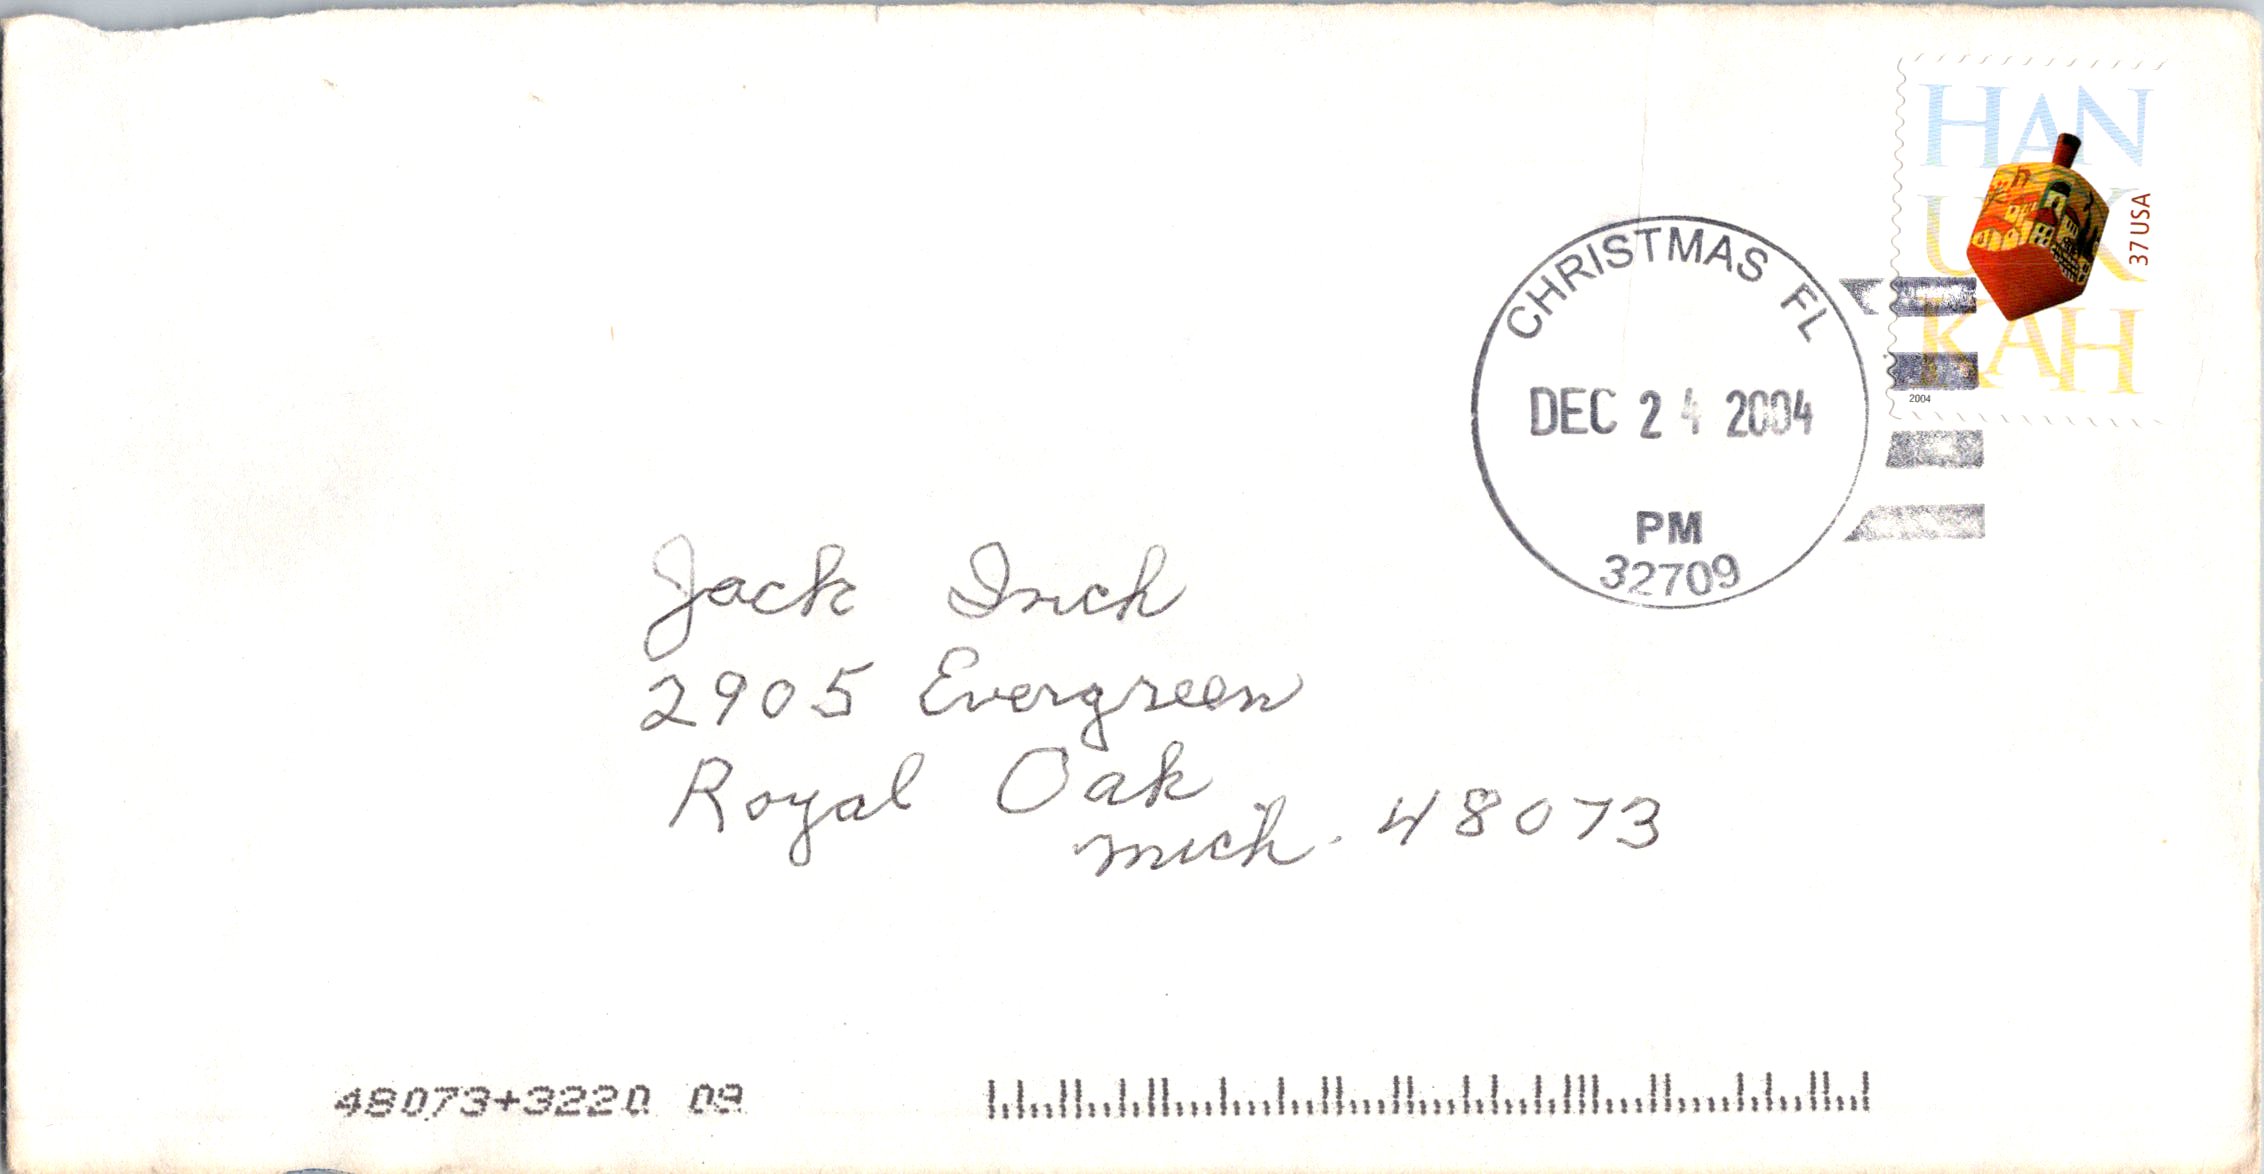 HAN
UK
KAH
37 USA
2004
CHRISTMAS FL
DEC 24 2004
PM
32709
Jack Inch
2905 Evergreen
Royal Oak
Mich. 48073
48073+3220 09